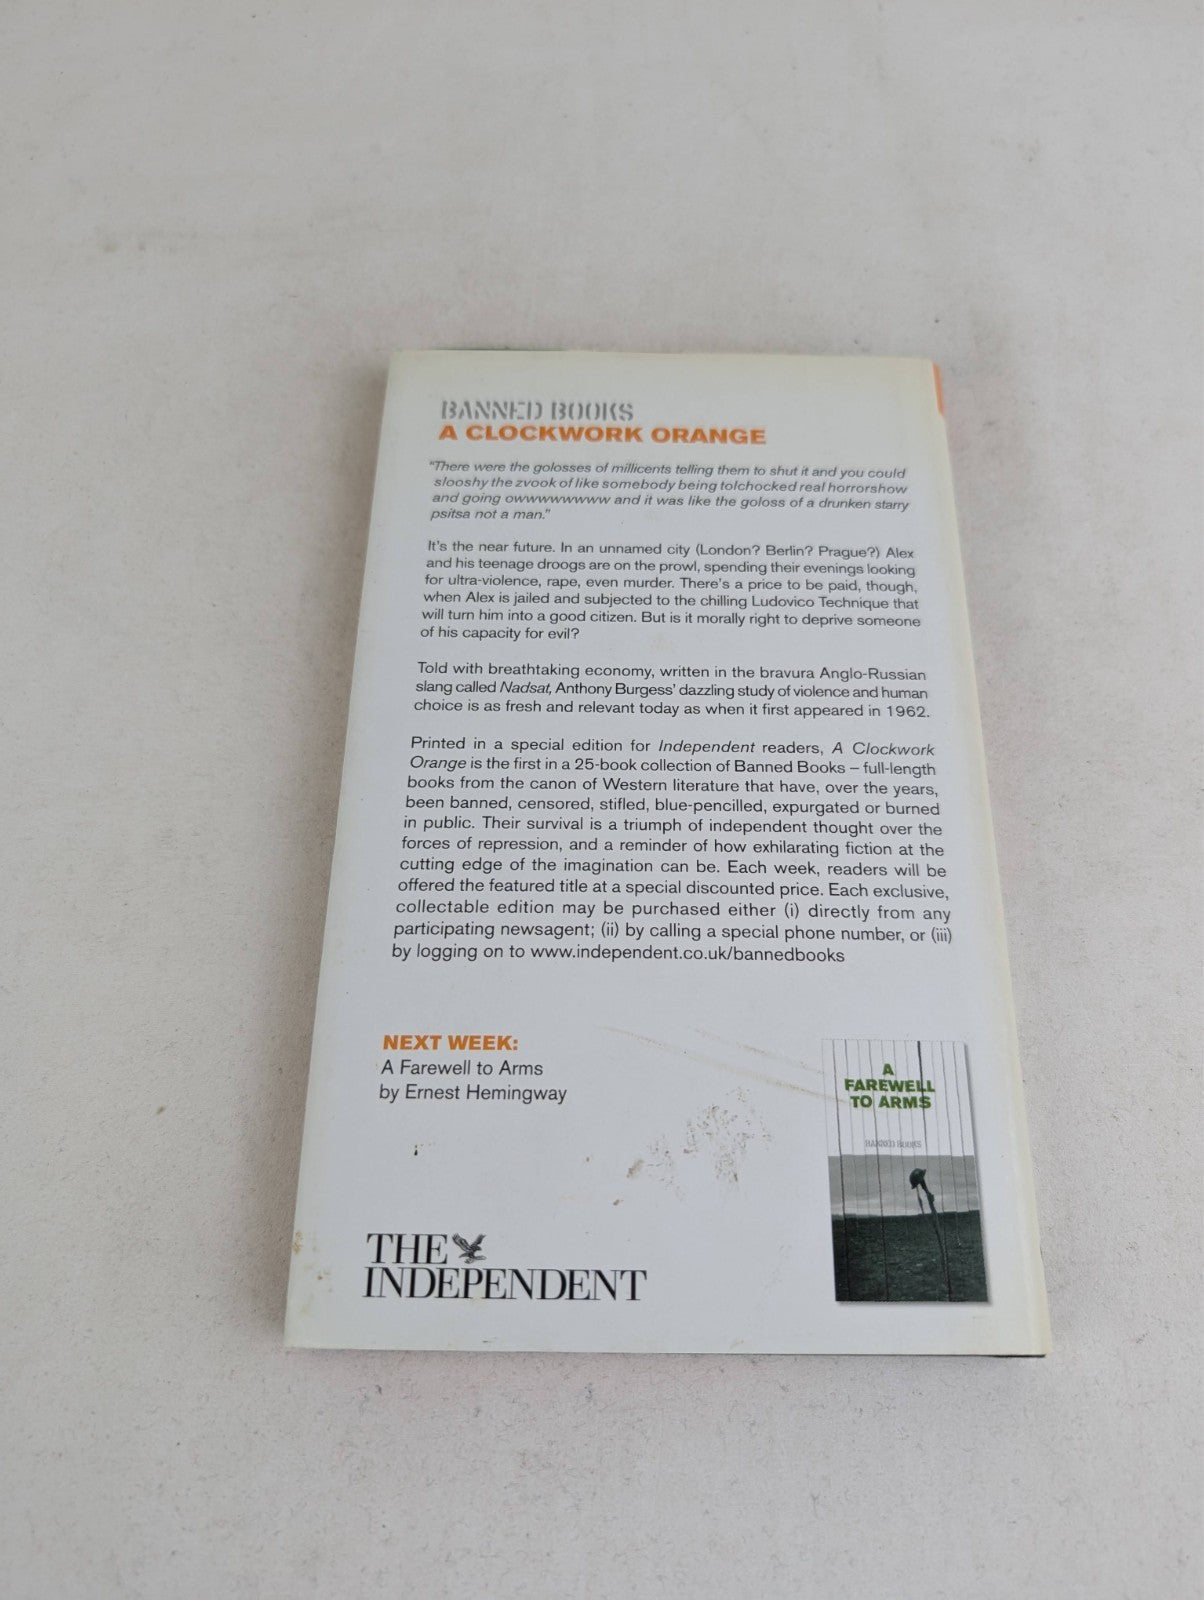 BANNED BOOKS
A CLOCKWORK ORANGE
"There were the golosses of millicents telling them to shut it and you could
slooshy the zvook of like somebody being tolchocked real horrorshow
and going owwwwwwww and it was like the goloss of a drunken starry
psitsa not a man."
It's the near future. In an unnamed city (London? Berlin? Prague?) Alex
and his teenage droogs are on the prowl, spending their evenings looking
for ultra-violence, rape, even murder. There's a price to be paid, though,
when Alex is jailed and subjected to the chilling Ludovico Technique that
will turn him into a good citizen. But is it morally right to deprive someone
of his capacity for evil?
Told with breathtaking economy, written in the bravura Anglo-Russian
slang called Nadsat, Anthony Burgess' dazzling study of violence and human
choice is as fresh and relevant today as when it first appeared in 1962.
Printed in a special edition for Independent readers, A Clockwork
Orange is the first in a 25-book collection of Banned Books – full-length
books from the canon of Western literature that have, over the years,
been banned, censored, stifled, blue-pencilled, expurgated or burned
in public. Their survival is a triumph of independent thought over the
forces of repression, and a reminder of how exhilarating fiction at the
cutting edge of the imagination can be. Each week, readers will be
offered the featured title at a special discounted price. Each exclusive,
collectable edition may be purchased either (i) directly from any
participating newsagent; (ii) by calling a special phone number, or (iii)
by logging on to www.independent.co.uk/bannedbooks
NEXT WEEK:
A Farewell to Arms
by Ernest Hemingway
A
FAREWELL
TO ARMS
BANNED BOOKS
THE
INDEPENDENT